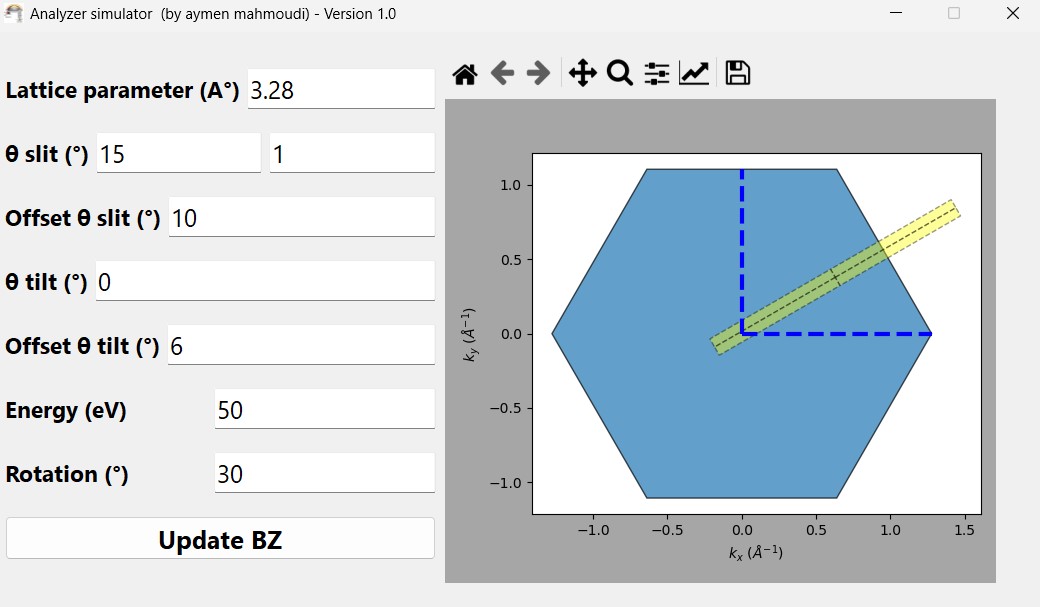 Analyzer simulator (by aymen mahmoudi) - Version 1.0
Lattice parameter (A°) 3.28
θ slit (°) 15 1
Offset θ slit (°) 10
θ tilt (°) 0
Offset θ tilt (°) 6
Energy (eV) 50
Rotation (°) 30
Update BZ
1.0
0.5
0.0
−0.5
−1.0
k_y (Å⁻¹)
−1.0 −0.5 0.0 0.5 1.0 1.5
k_x (Å⁻¹)